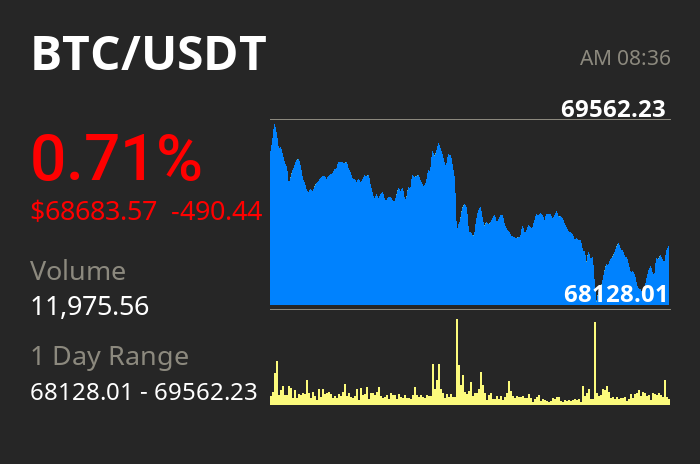 BTC/USDT
AM 08:36
69562.23
0.71%
$68683.57 -490.44
Volume
11,975.56
68128.01
1 Day Range
68128.01 - 69562.23